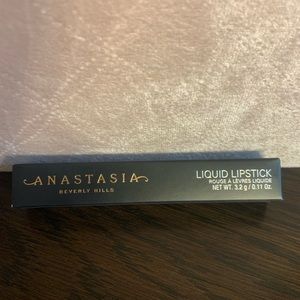 ANASTASIA
BEVERLY HILLS
LIQUID LIPSTICK
ROUGE À LÈVRES LIQUIDE
NET WT. 3.2 g / 0.11 Oz.